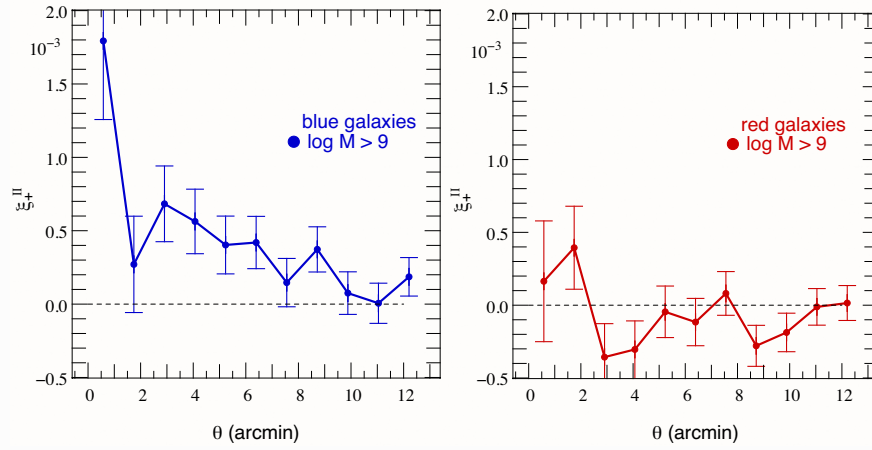 2.0
10⁻³
1.5
1.0
0.5
0.0
−0.5
ξ₊ᴵᴵ
blue galaxies
log M > 9
0 2 4 6 8 10 12
θ (arcmin)
2.0
10⁻³
1.5
1.0
0.5
0.0
−0.5
ξ₊ᴵᴵ
red galaxies
log M > 9
0 2 4 6 8 10 12
θ (arcmin)